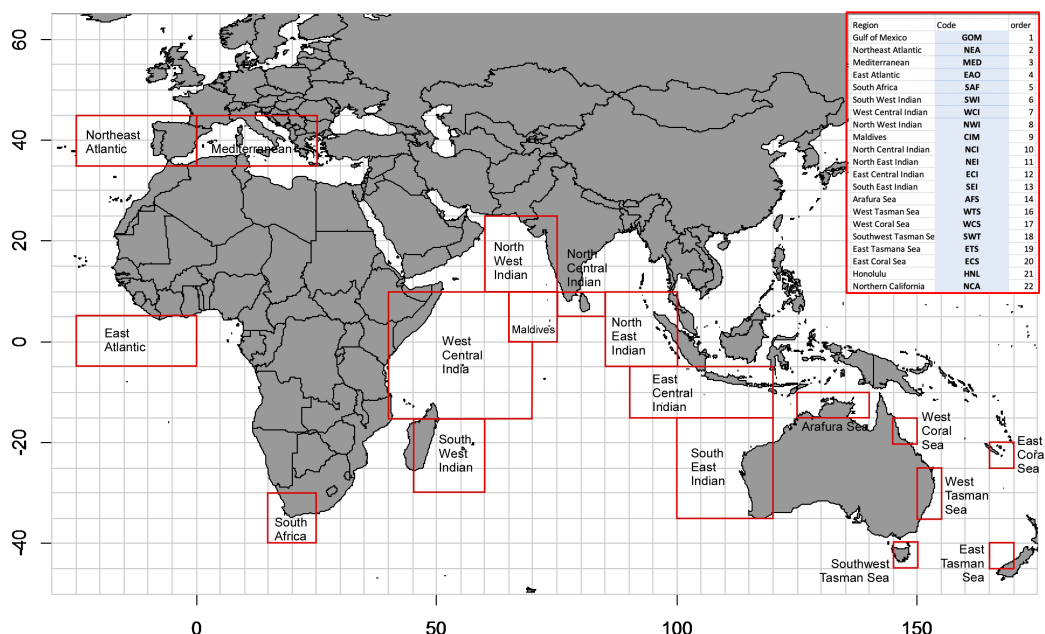 60
40
20
0
-20
-40
0
50
100
150
Northeast
Atlantic
Mediterranean
North
West
Indian
North
Central
Indian
East
Atlantic
West
Central
India
Maldives
North
East
Indian
East
Central
Indian
Arafura Sea
West
Coral
Sea
East
Cora
Sea
South
West
Indian
South
East
Indian
West
Tasman
Sea
South
Africa
Southwest
Tasman Sea
East
Tasman
Sea
Region Code order
Gulf of Mexico GOM 1
Northeast Atlantic NEA 2
Mediterranean MED 3
East Atlantic EAO 4
South Africa SAF 5
South West Indian SWI 6
West Central Indian WCI 7
North West Indian NWI 8
Maldives CIM 9
North Central Indian NCI 10
North East Indian NEI 11
East Central Indian ECI 12
South East Indian SEI 13
Arafura Sea AFS 14
West Tasman Sea WTS 16
West Coral Sea WCS 17
Southwest Tasman Se SWT 18
East Tasmana Sea ETS 19
East Coral Sea ECS 20
Honolulu HNL 21
Northern California NCA 22